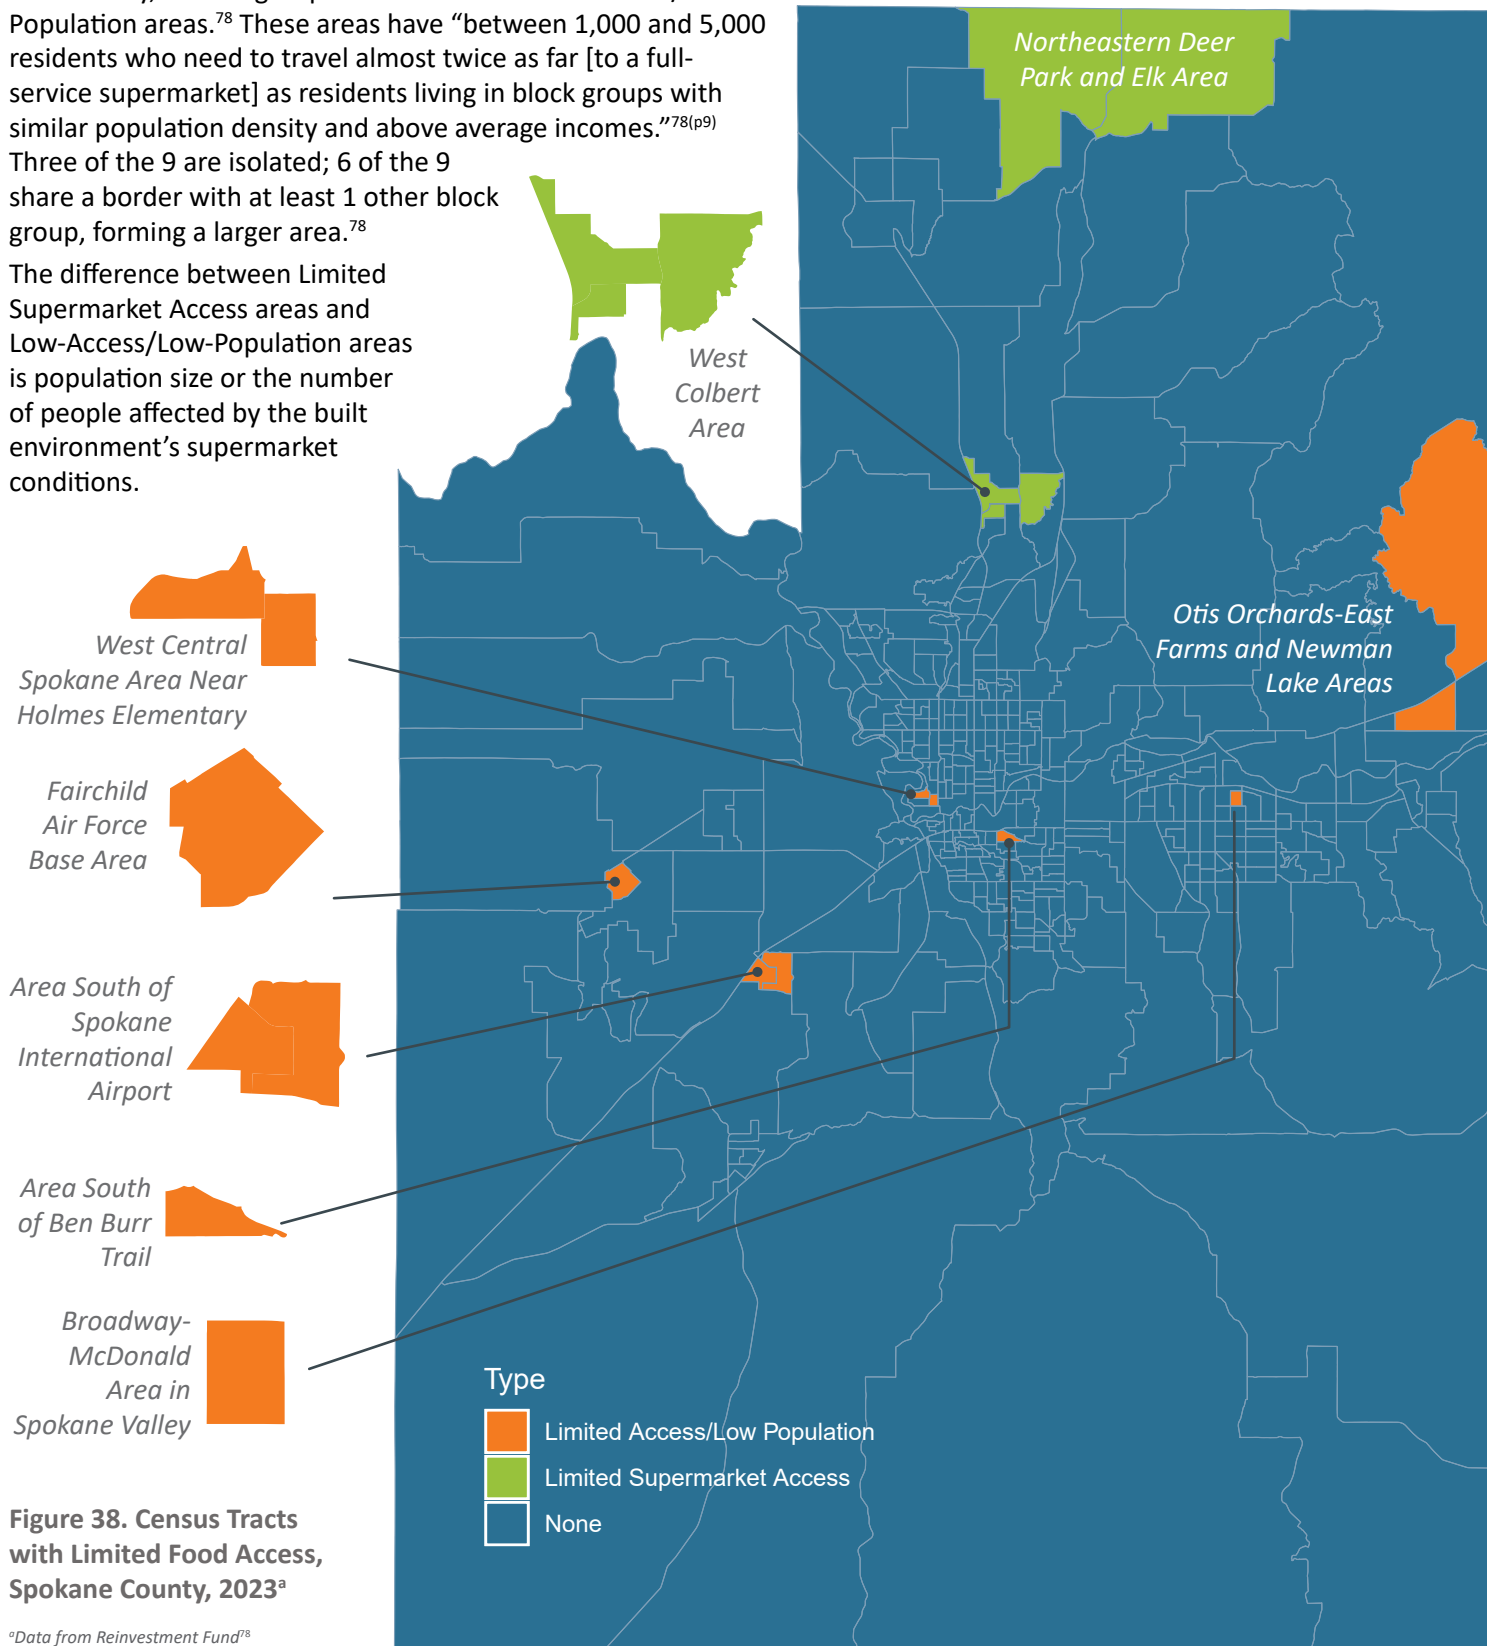 Population areas.⁷⁸ These areas have “between 1,000 and 5,000
residents who need to travel almost twice as far [to a full-
service supermarket] as residents living in block groups with
similar population density and above average incomes.”⁷⁸⁽ᵖ⁹⁾
Three of the 9 are isolated; 6 of the 9
share a border with at least 1 other block
group, forming a larger area.⁷⁸
The difference between Limited
Supermarket Access areas and
Low-Access/Low-Population areas
is population size or the number
of people affected by the built
environment’s supermarket
conditions.
Northeastern Deer
Park and Elk Area
West
Colbert
Area
Otis Orchards-East
Farms and Newman
Lake Areas
West Central
Spokane Area Near
Holmes Elementary
Fairchild
Air Force
Base Area
Area South of
Spokane
International
Airport
Area South
of Ben Burr
Trail
Broadway-
McDonald
Area in
Spokane Valley
Type
Limited Access/Low Population
Limited Supermarket Access
None
Figure 38. Census Tracts
with Limited Food Access,
Spokane County, 2023ᵃ
ᵃData from Reinvestment Fund⁷⁸